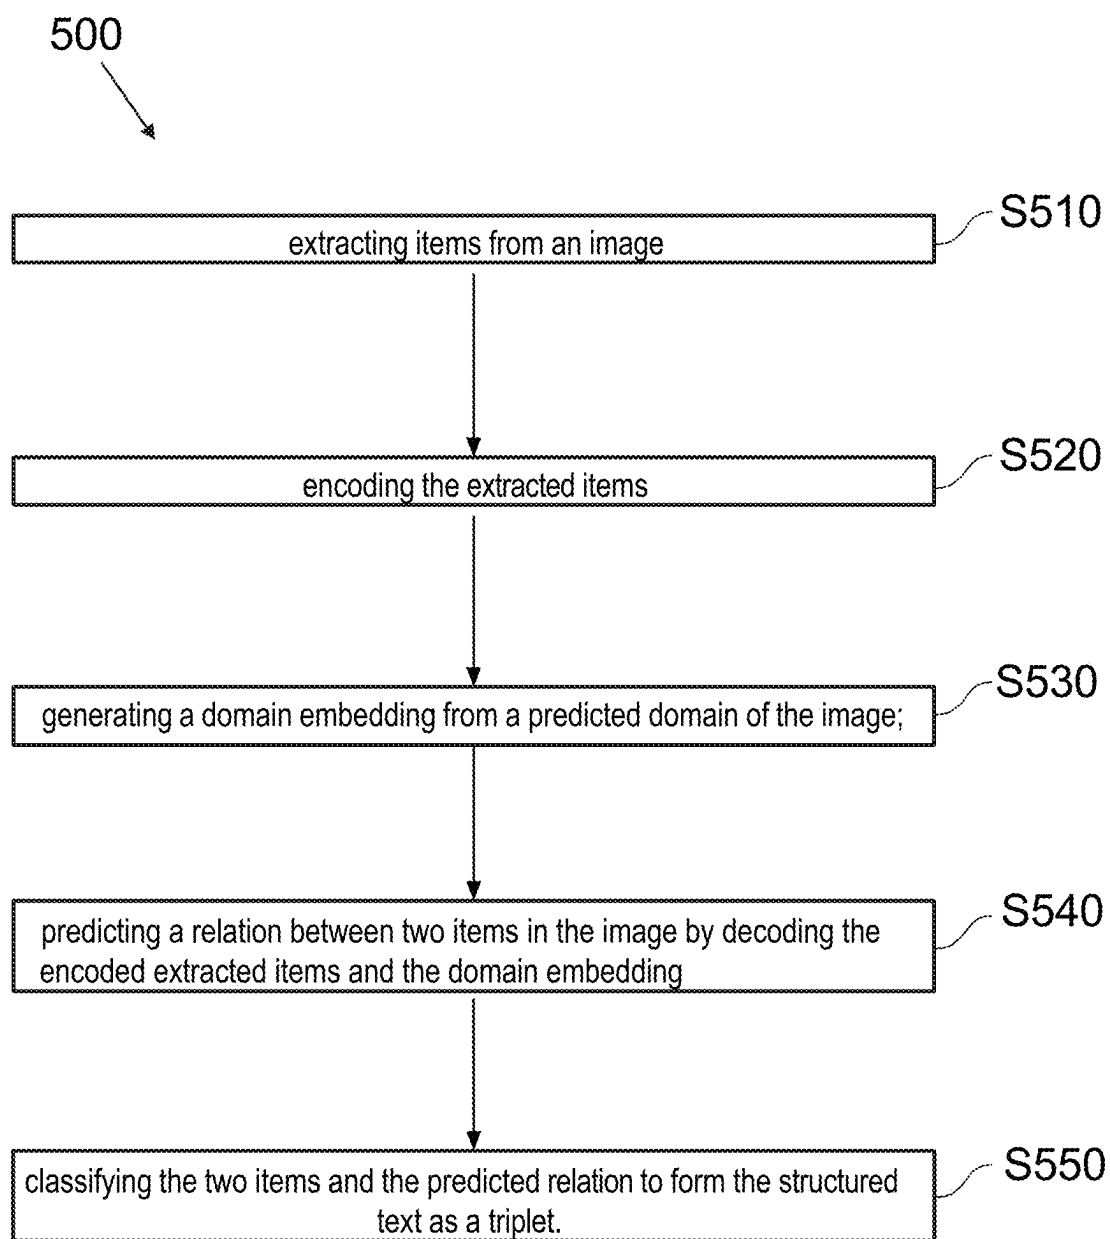 500
S510
extracting items from an image
S520
encoding the extracted items
S530
generating a domain embedding from a predicted domain of the image;
S540
predicting a relation between two items in the image by decoding the
encoded extracted items and the domain embedding
S550
classifying the two items and the predicted relation to form the structured
text as a triplet.